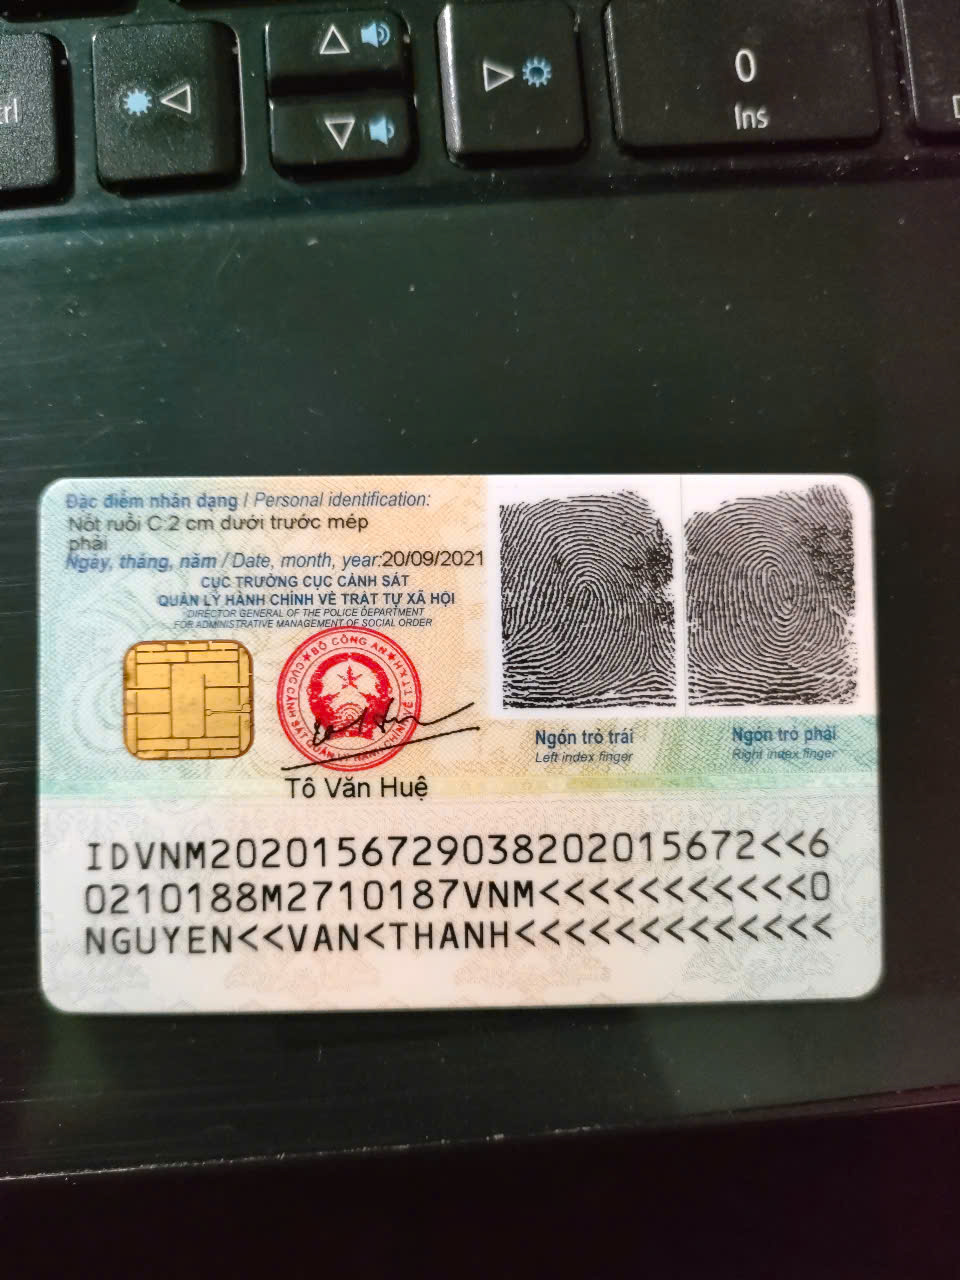 ctrl
0
Ins
Đặc điểm nhân dạng / Personal identification:
Nốt ruồi C:2 cm dưới trước mép
phải
Ngày, tháng, năm / Date, month, year:20/09/2021
CỤC TRƯỞNG CỤC CẢNH SÁT
QUẢN LÝ HÀNH CHÍNH VỀ TRẬT TỰ XÃ HỘI
DIRECTOR GENERAL OF THE POLICE DEPARTMENT
FOR ADMINISTRATIVE MANAGEMENT OF SOCIAL ORDER
BỘ CÔNG AN
Tô Văn Huệ
Ngón trỏ trái
Left index finger
Ngón trỏ phải
Right index finger
IDVNM2020156729038202015672<<6
0210188M2710187VNM<<<<<<<<<<<0
NGUYEN<<VAN<THANH<<<<<<<<<<<<<